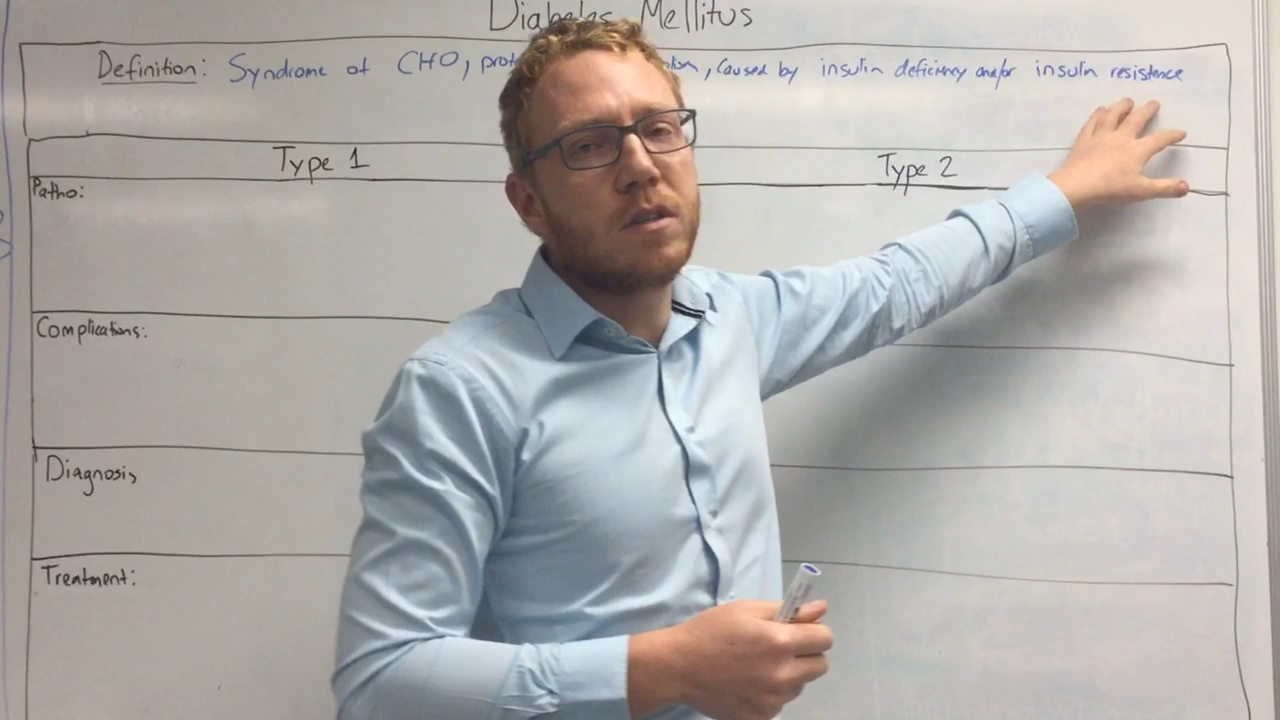 Diabetes Mellitus
Definition: Syndrome of CHO, , caused by insulin deficiency and/or insulin resistence
Type 1 Type 2
Patho:
Complications:
Diagnosis
Treatment: